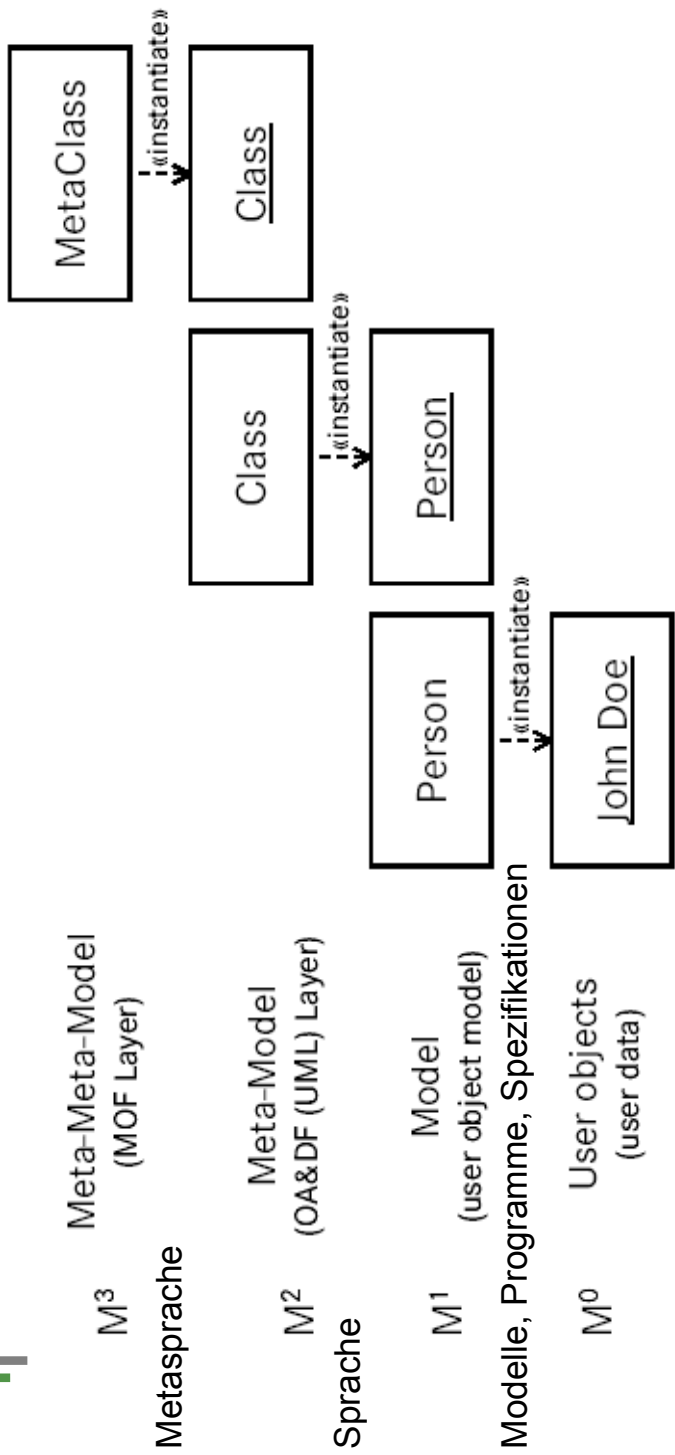 M³ Meta-Meta-Model
(MOF Layer)
Metasprache
MetaClass
«instantiate»
M² Meta-Model
(OA&DF (UML) Layer)
Sprache
Class
Class
«instantiate»
M¹ Model
(user object model)
Modelle, Programme, Spezifikationen
Person
Person
«instantiate»
M⁰ User objects
(user data)
John Doe